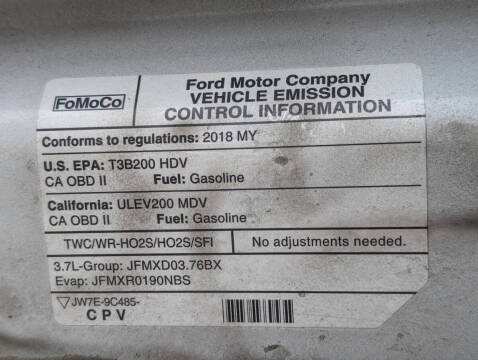 FoMoCo
Ford Motor Company
VEHICLE EMISSION
CONTROL INFORMATION
Conforms to regulations: 2018 MY
U.S. EPA: T3B200 HDV
CA OBD II Fuel: Gasoline
California: ULEV200 MDV
CA OBD II Fuel: Gasoline
TWC/WR-HO2S/HO2S/SFI No adjustments needed.
3.7L-Group: JFMXD03.76BX
Evap: JFMXR0190NBS
▽JW7E-9C485-
C P V